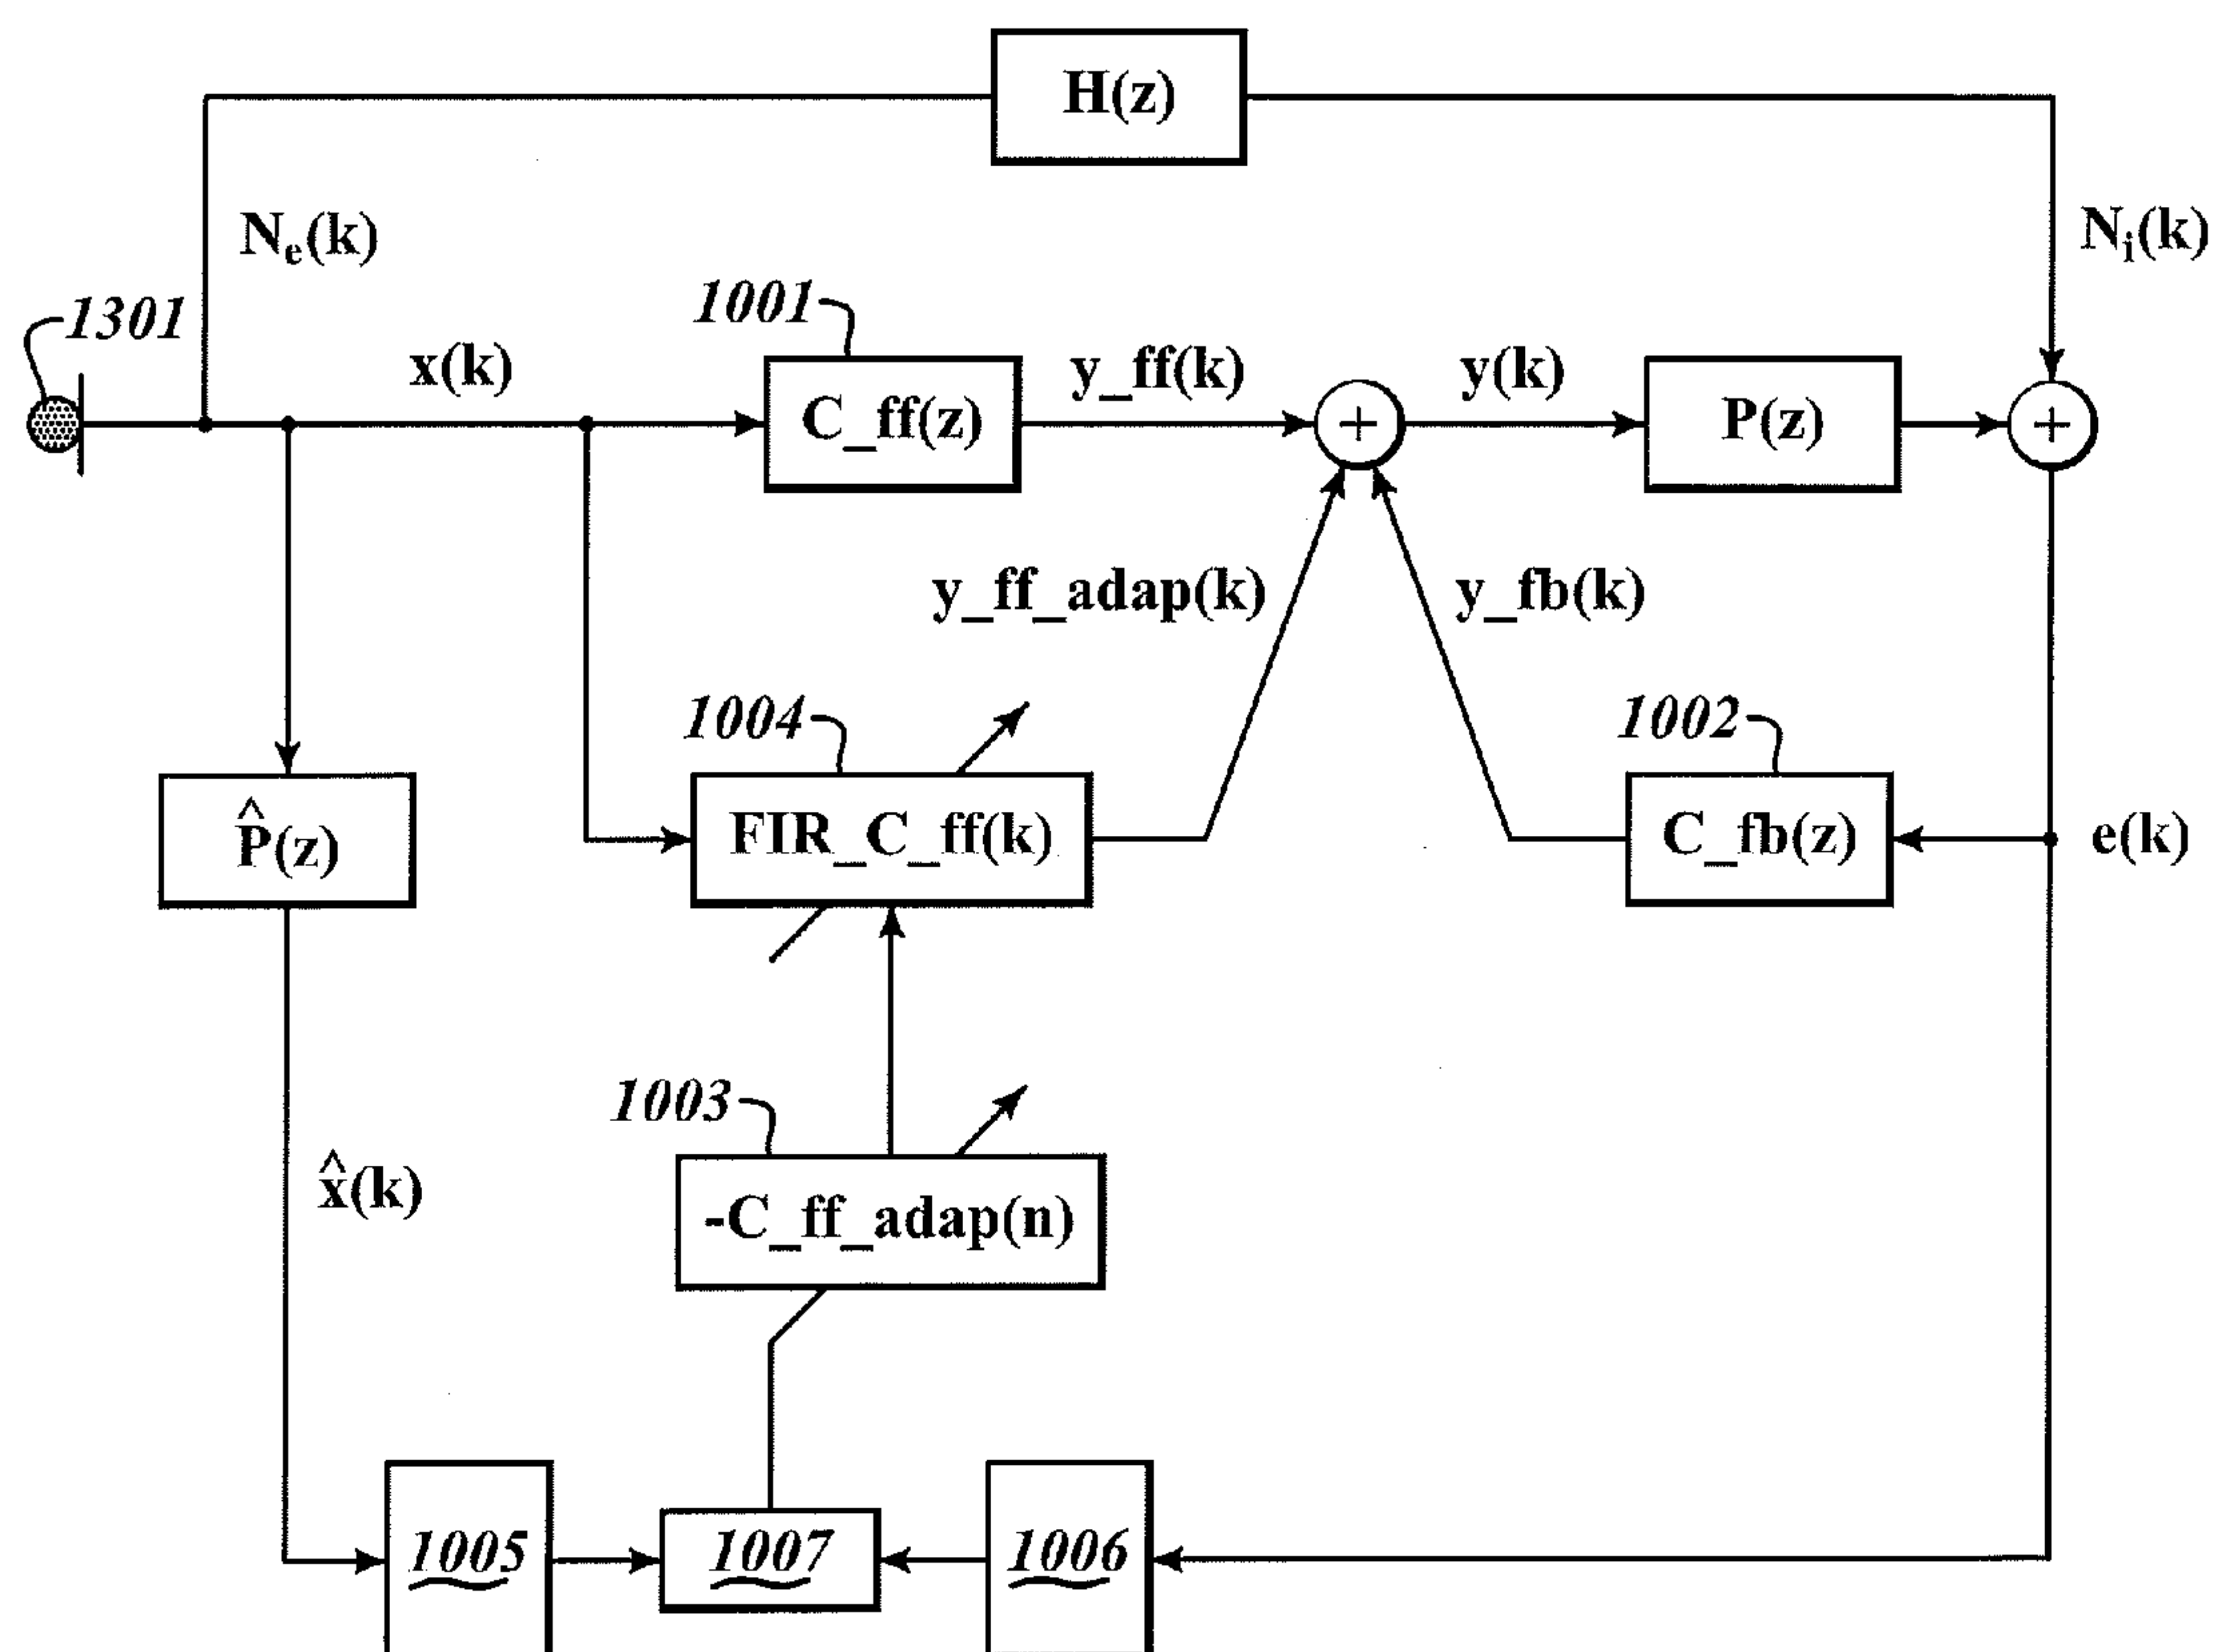 H(z)
Nₑ(k)
Nᵢ(k)
1301
x(k)
1001
C_ff(z)
y_ff(k)
+
y(k)
P(z)
+
y_ff_adap(k)
y_fb(k)
1004
1002
P̂(z)
FIR_C_ff(k)
C_fb(z)
e(k)
1003
x̂(k)
-C_ff_adap(n)
1005
1007
1006